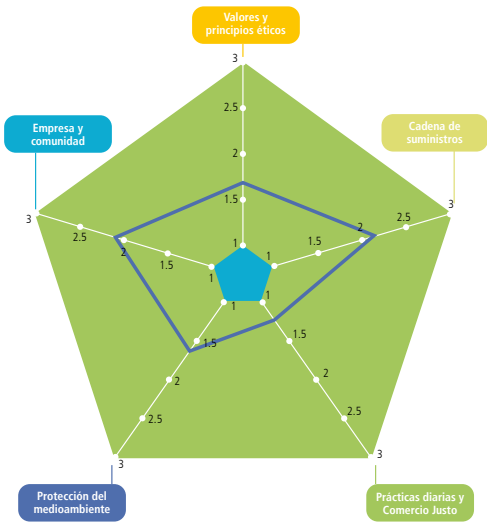 Valores y
principios éticos
3
2.5
2
1.5
1
Empresa y
comunidad
3
2.5
2
1.5
1
Cadena de
suministros
3
2.5
2
1.5
1
Protección del
medioambiente
3
2.5
2
1.5
1
Prácticas diarias y
Comercio Justo
3
2.5
2
1.5
1